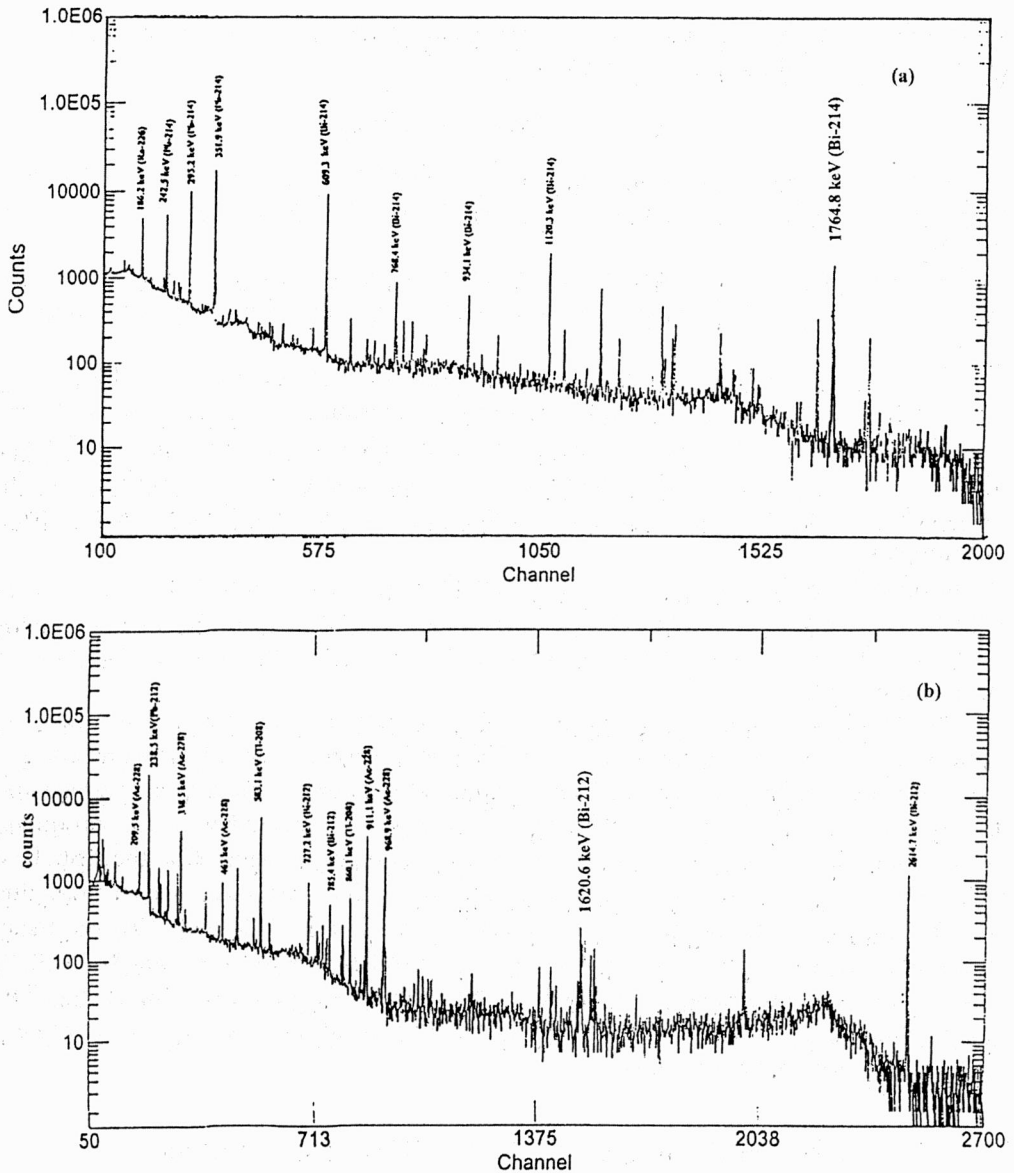 1.0E06
(a)
1.0E05
186.2 keV (Ra-226)
242.5 keV (Pb-214)
295.2 keV (Pb-214)
351.9 keV (Pb-214)
609.3 keV (Bi-214)
768.4 keV (Bi-214)
934.1 keV (Bi-214)
1120.3 keV (Bi-214)
1764.8 keV (Bi-214)
10000
Counts
1000
100
10
100
575
1050
1525
2000
Channel
1.0E06
(b)
1.0E05
209.5 keV (Ac-228)
238.5 keV (Pb-212)
338.5 keV (Ac-228)
463 keV (Ac-228)
583.1 keV (Tl-208)
727.2 keV (Bi-212)
785.4 keV (Bi-212)
860.1 keV (Tl-208)
911.1 keV (Ac-228)
968.9 keV (Ac-228)
1620.6 keV (Bi-212)
2614.7 keV (Bi-212)
10000
counts
1000
100
10
50
713
1375
2038
2700
Channel